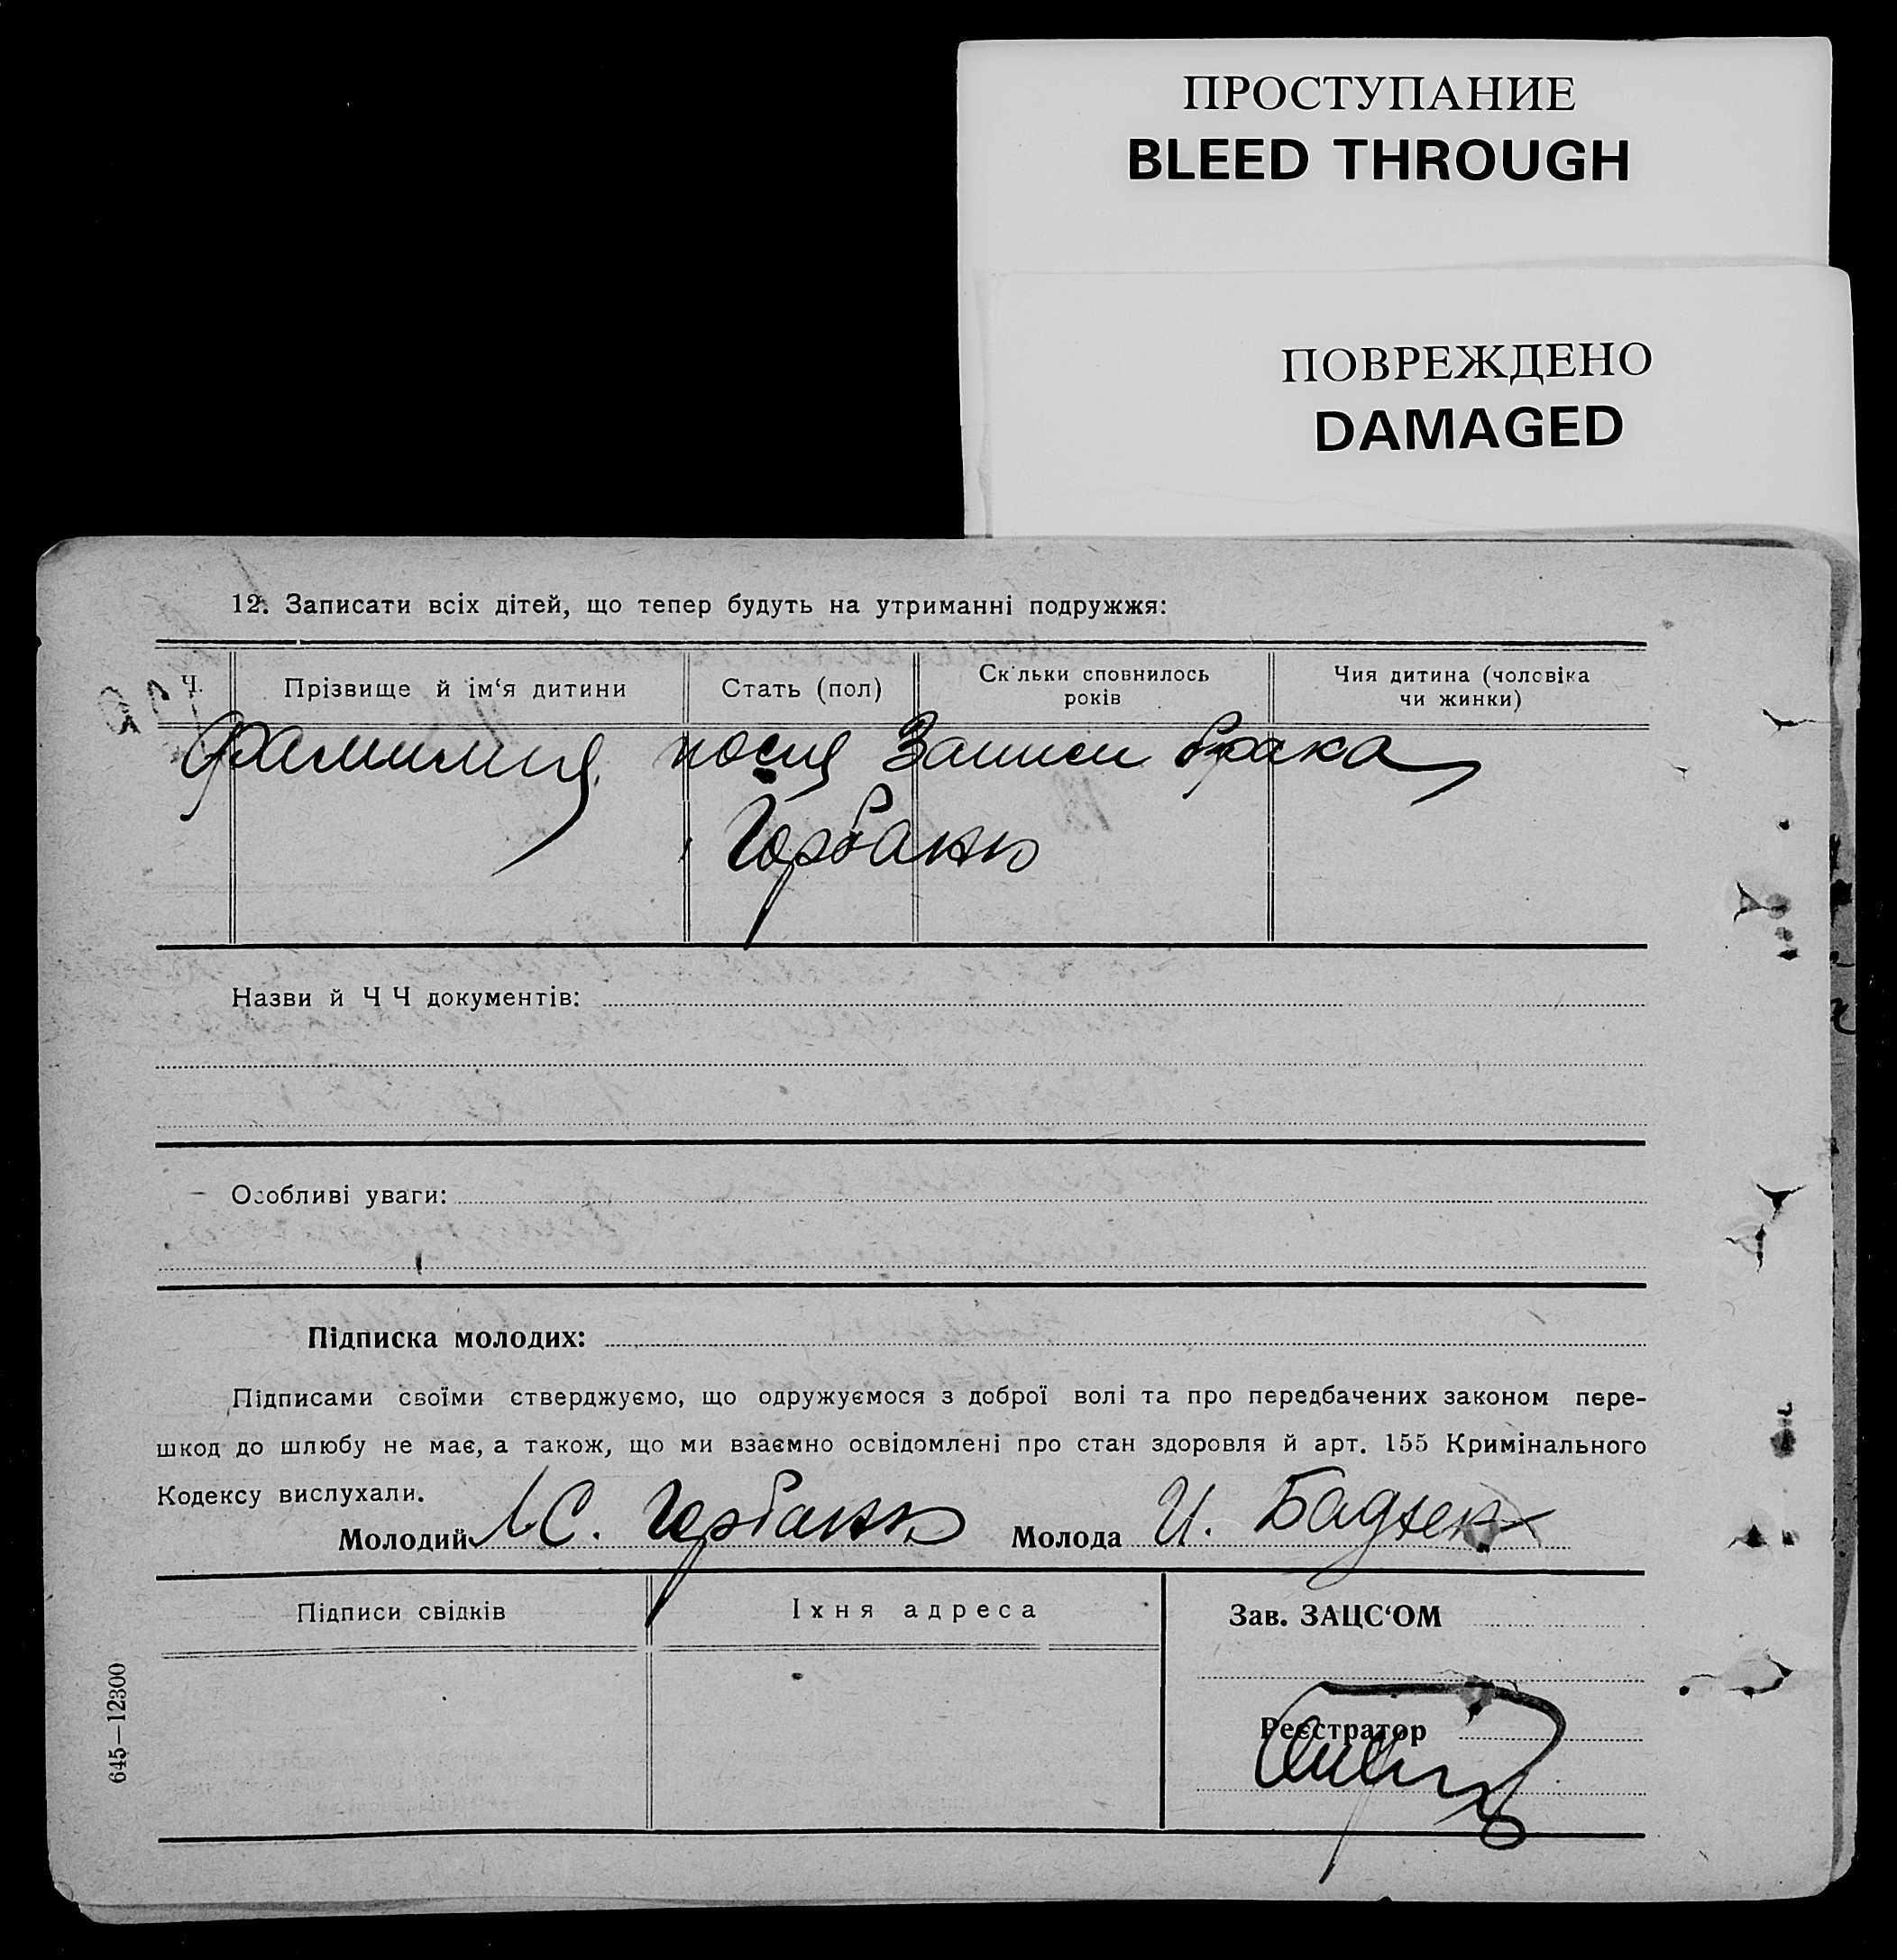 ПРОСТУПАНИЕ
BLEED THROUGH
ПОВРЕЖДЕНО
DAMAGED
12. Записати всіх дітей, що тепер будуть на утриманні подружжя:
Ч. Прізвище й ім‘я дитини Стать (пол) Скільки сповнилось років Чия дитина (чоловіка чи жинки)
Фамилия посля Записи брака
Горбань
Назви й Ч Ч документів:
Особливі уваги:
Підписка молодих:
Підписами своїми стверджуємо, що одружуємося з доброї волі та про передбачених законом пере-
шкод до шлюбу не має, а також, що ми взаємно освідомлені про стан здоровля й арт. 155 Кримінального
Кодексу вислухали.
Молодий С. Горбань Молода И.
Підписи свідків Їхня адреса Зав. ЗАЦС‘ОМ
Реєстратор
645—12300